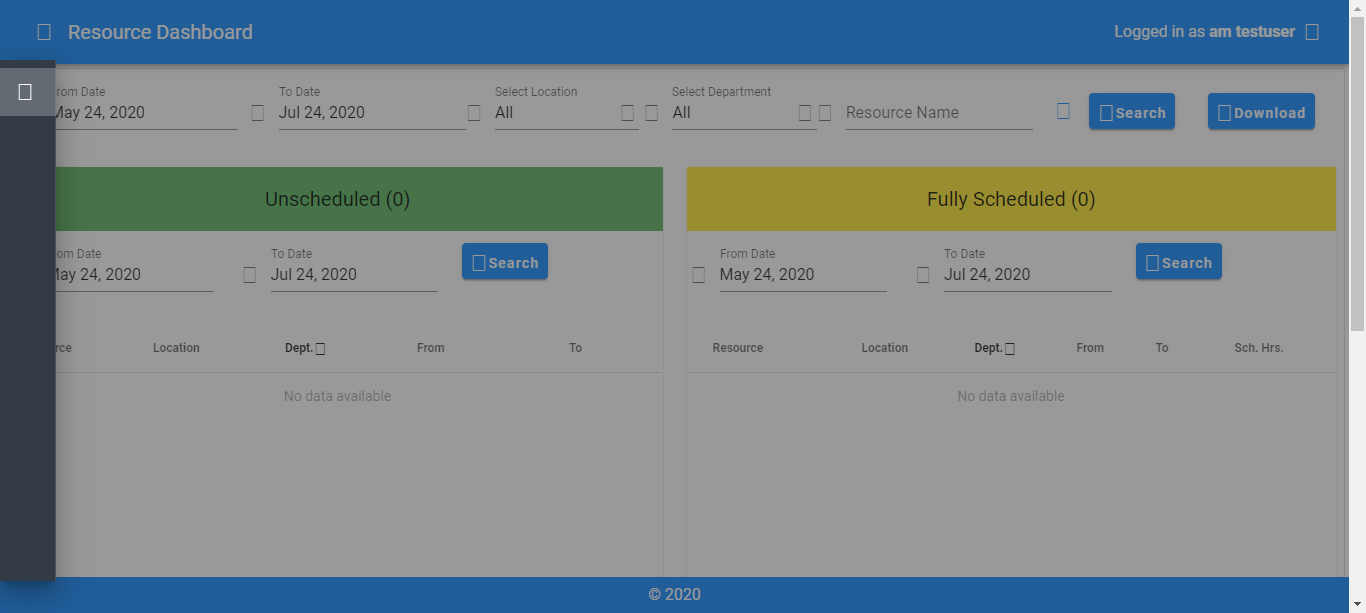 Resource Dashboard
Logged in as am testuser
rom Date To Date Select Location Select Department
May 24, 2020 Jul 24, 2020 All All Resource Name Search Download
Unscheduled (0) Fully Scheduled (0)
om Date To Date From Date To Date
May 24, 2020 Jul 24, 2020 Search May 24, 2020 Jul 24, 2020 Search
rce Location Dept. From To Resource Location Dept. From To Sch. Hrs.
No data available No data available
© 2020